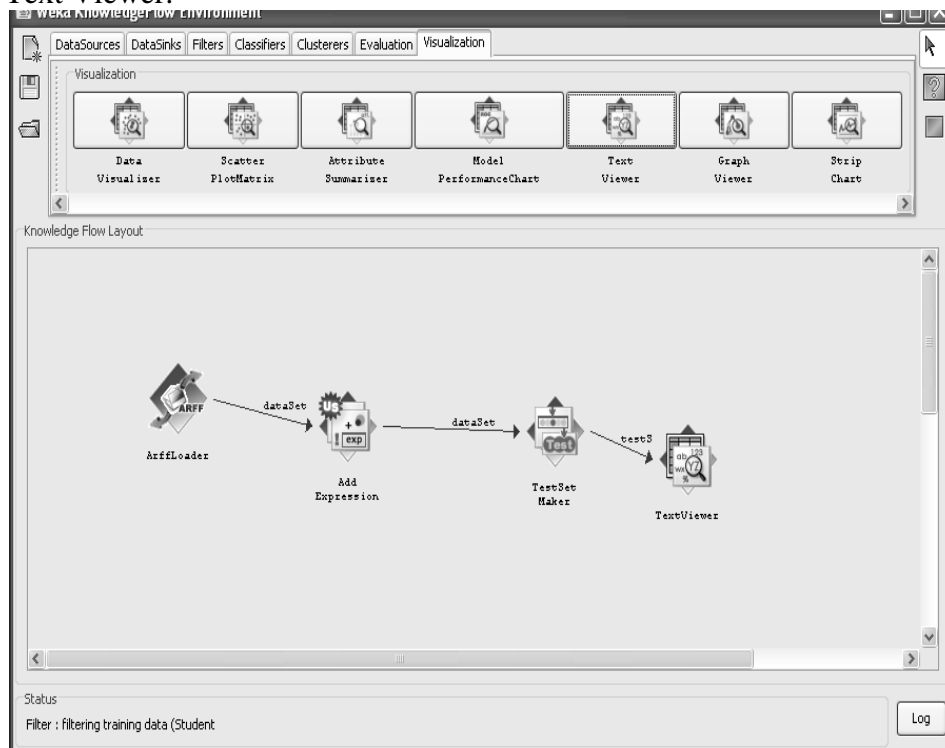 Text Viewer.
Weka KnowledgeFlow Environment
DataSources DataSinks Filters Classifiers Clusterers Evaluation Visualization
Visualization
Data Visualizer
Scatter PlotMatrix
Attribute Summarizer
Model PerformanceChart
Text Viewer
Graph Viewer
Strip Chart
Knowledge Flow Layout
ARFF
ArffLoader
dataSet
Us
exp
Add Expression
dataSet
Test
TestSet Maker
testS
TextViewer
Status
Filter : filtering training data (Student
Log